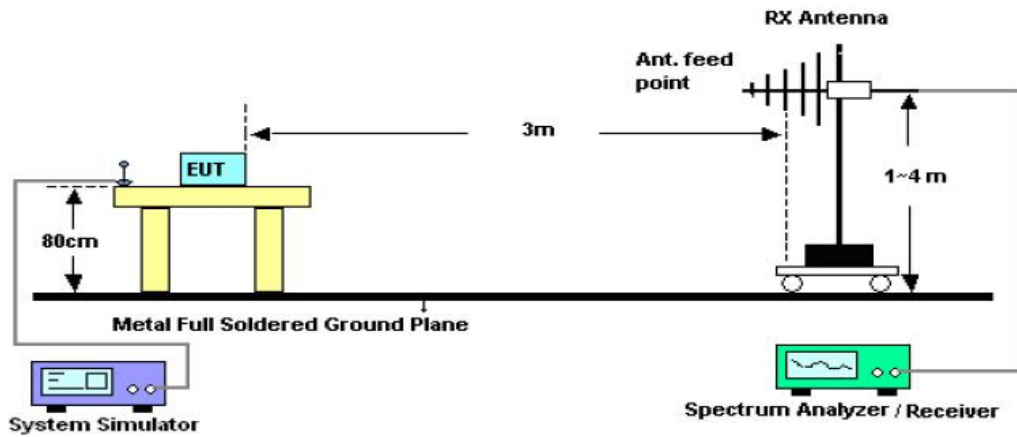 RX Antenna
Ant. feed
point
3m
EUT
1~4 m
80cm
Metal Full Soldered Ground Plane
System Simulator
Spectrum Analyzer / Receiver